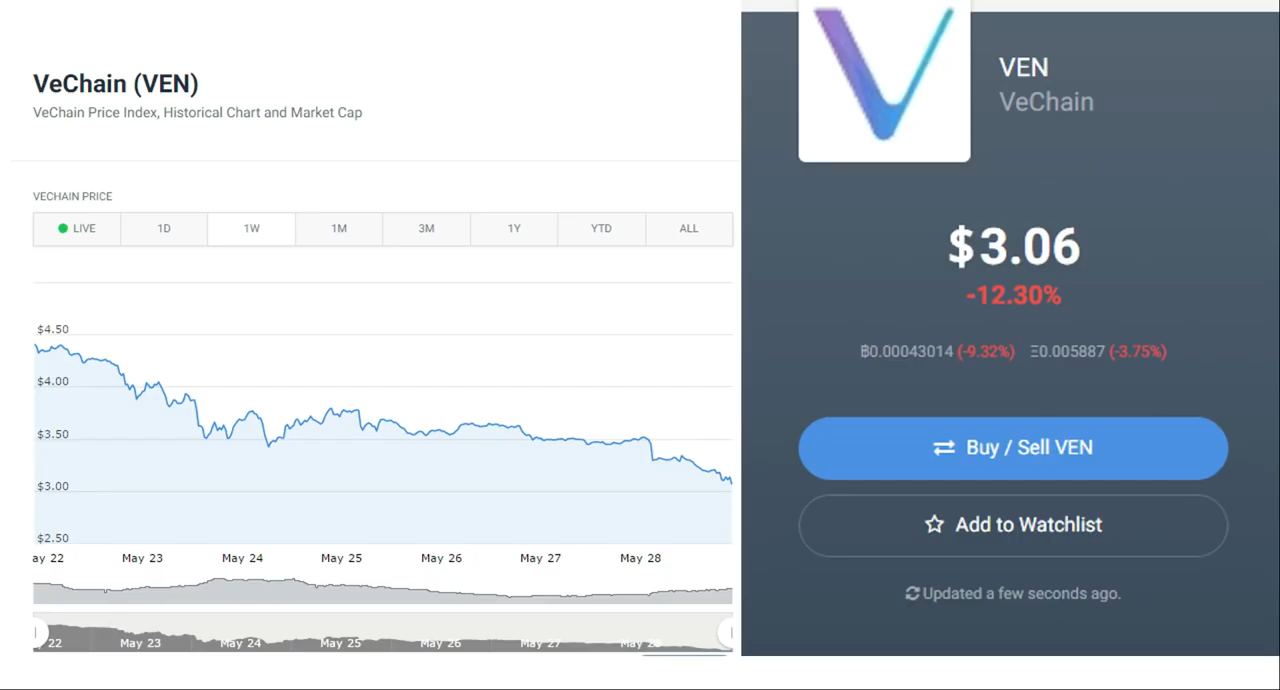 VeChain (VEN)
VeChain Price Index, Historical Chart and Market Cap
VECHAIN PRICE
LIVE 1D 1W 1M 3M 1Y YTD ALL
$4.50
$4.00
$3.50
$3.00
$2.50
ay 22 May 23 May 24 May 25 May 26 May 27 May 28
22 May 23 May 24 May 25 May 26 May 27 May 28
VEN
VeChain
$3.06
-12.30%
฿0.00043014 (-9.32%) Ξ0.005887 (-3.75%)
Buy / Sell VEN
Add to Watchlist
Updated a few seconds ago.